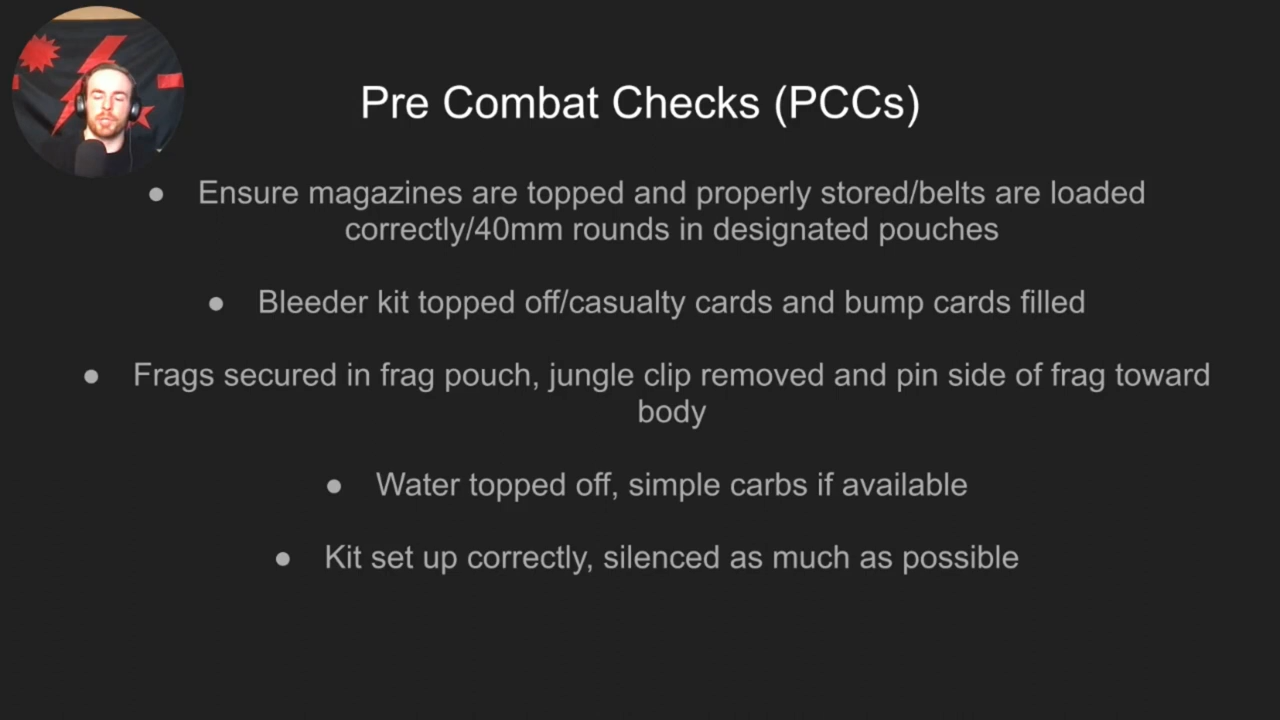 Pre Combat Checks (PCCs)
● Ensure magazines are topped and properly stored/belts are loaded
correctly/40mm rounds in designated pouches
● Bleeder kit topped off/casualty cards and bump cards filled
● Frags secured in frag pouch, jungle clip removed and pin side of frag toward
body
● Water topped off, simple carbs if available
● Kit set up correctly, silenced as much as possible